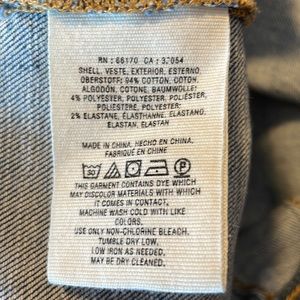 RN : 66170 CA : 37054
SHELL, VESTE, EXTERIOR, ESTERNO,
OBERSTOFF: 94% COTTON, COTON,
ALGODÓN, COTONE, BAUMWOLLE;
4% POLYESTER, POLYESTER, POLIÉSTER,
POLIESTERE, POLYESTER;
2% ELASTANE, ÉLASTHANNE, ELASTANO,
ELASTAN, ELASTAN
MADE IN CHINA, HECHO EN CHINA,
FABRIQUÉ EN CHINE
30
P
THIS GARMENT CONTAINS DYE WHICH
MAY DISCOLOR MATERIALS WITH WHICH
IT COMES IN CONTACT.
MACHINE WASH COLD WITH LIKE
COLORS.
USE ONLY NON-CHLORINE BLEACH.
TUMBLE DRY LOW.
LOW IRON AS NEEDED.
MAY BE DRY CLEANED.